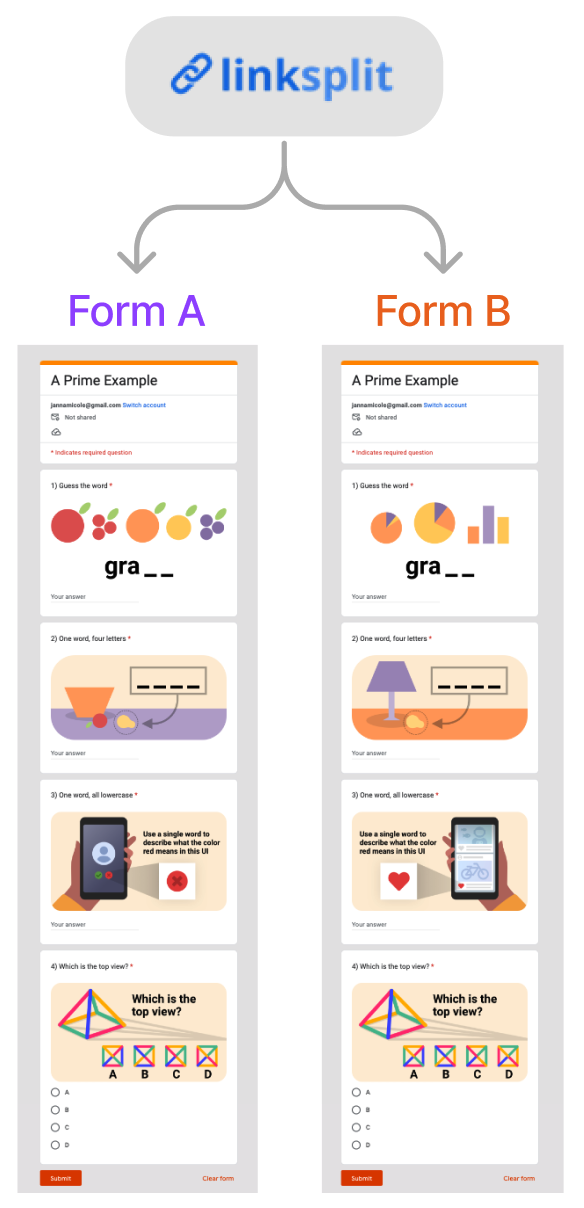 linksplit
Form A
A Prime Example
jannamicole@gmail.com Switch account
Not shared
* Indicates required question
1) Guess the word *
gra _ _
Your answer
2) One word, four letters *
_ _ _ _
Your answer
3) One word, all lowercase *
Use a single word to
describe what the color
red means in this UI
Your answer
4) Which is the top view? *
Which is the
top view?
A B C D
A
B
C
D
Submit Clear form
Form B
A Prime Example
jannamicole@gmail.com Switch account
Not shared
* Indicates required question
1) Guess the word *
gra _ _
Your answer
2) One word, four letters *
_ _ _ _
Your answer
3) One word, all lowercase *
Use a single word to
describe what the color
red means in this UI
Your answer
4) Which is the top view? *
Which is the
top view?
A B C D
A
B
C
D
Submit Clear form